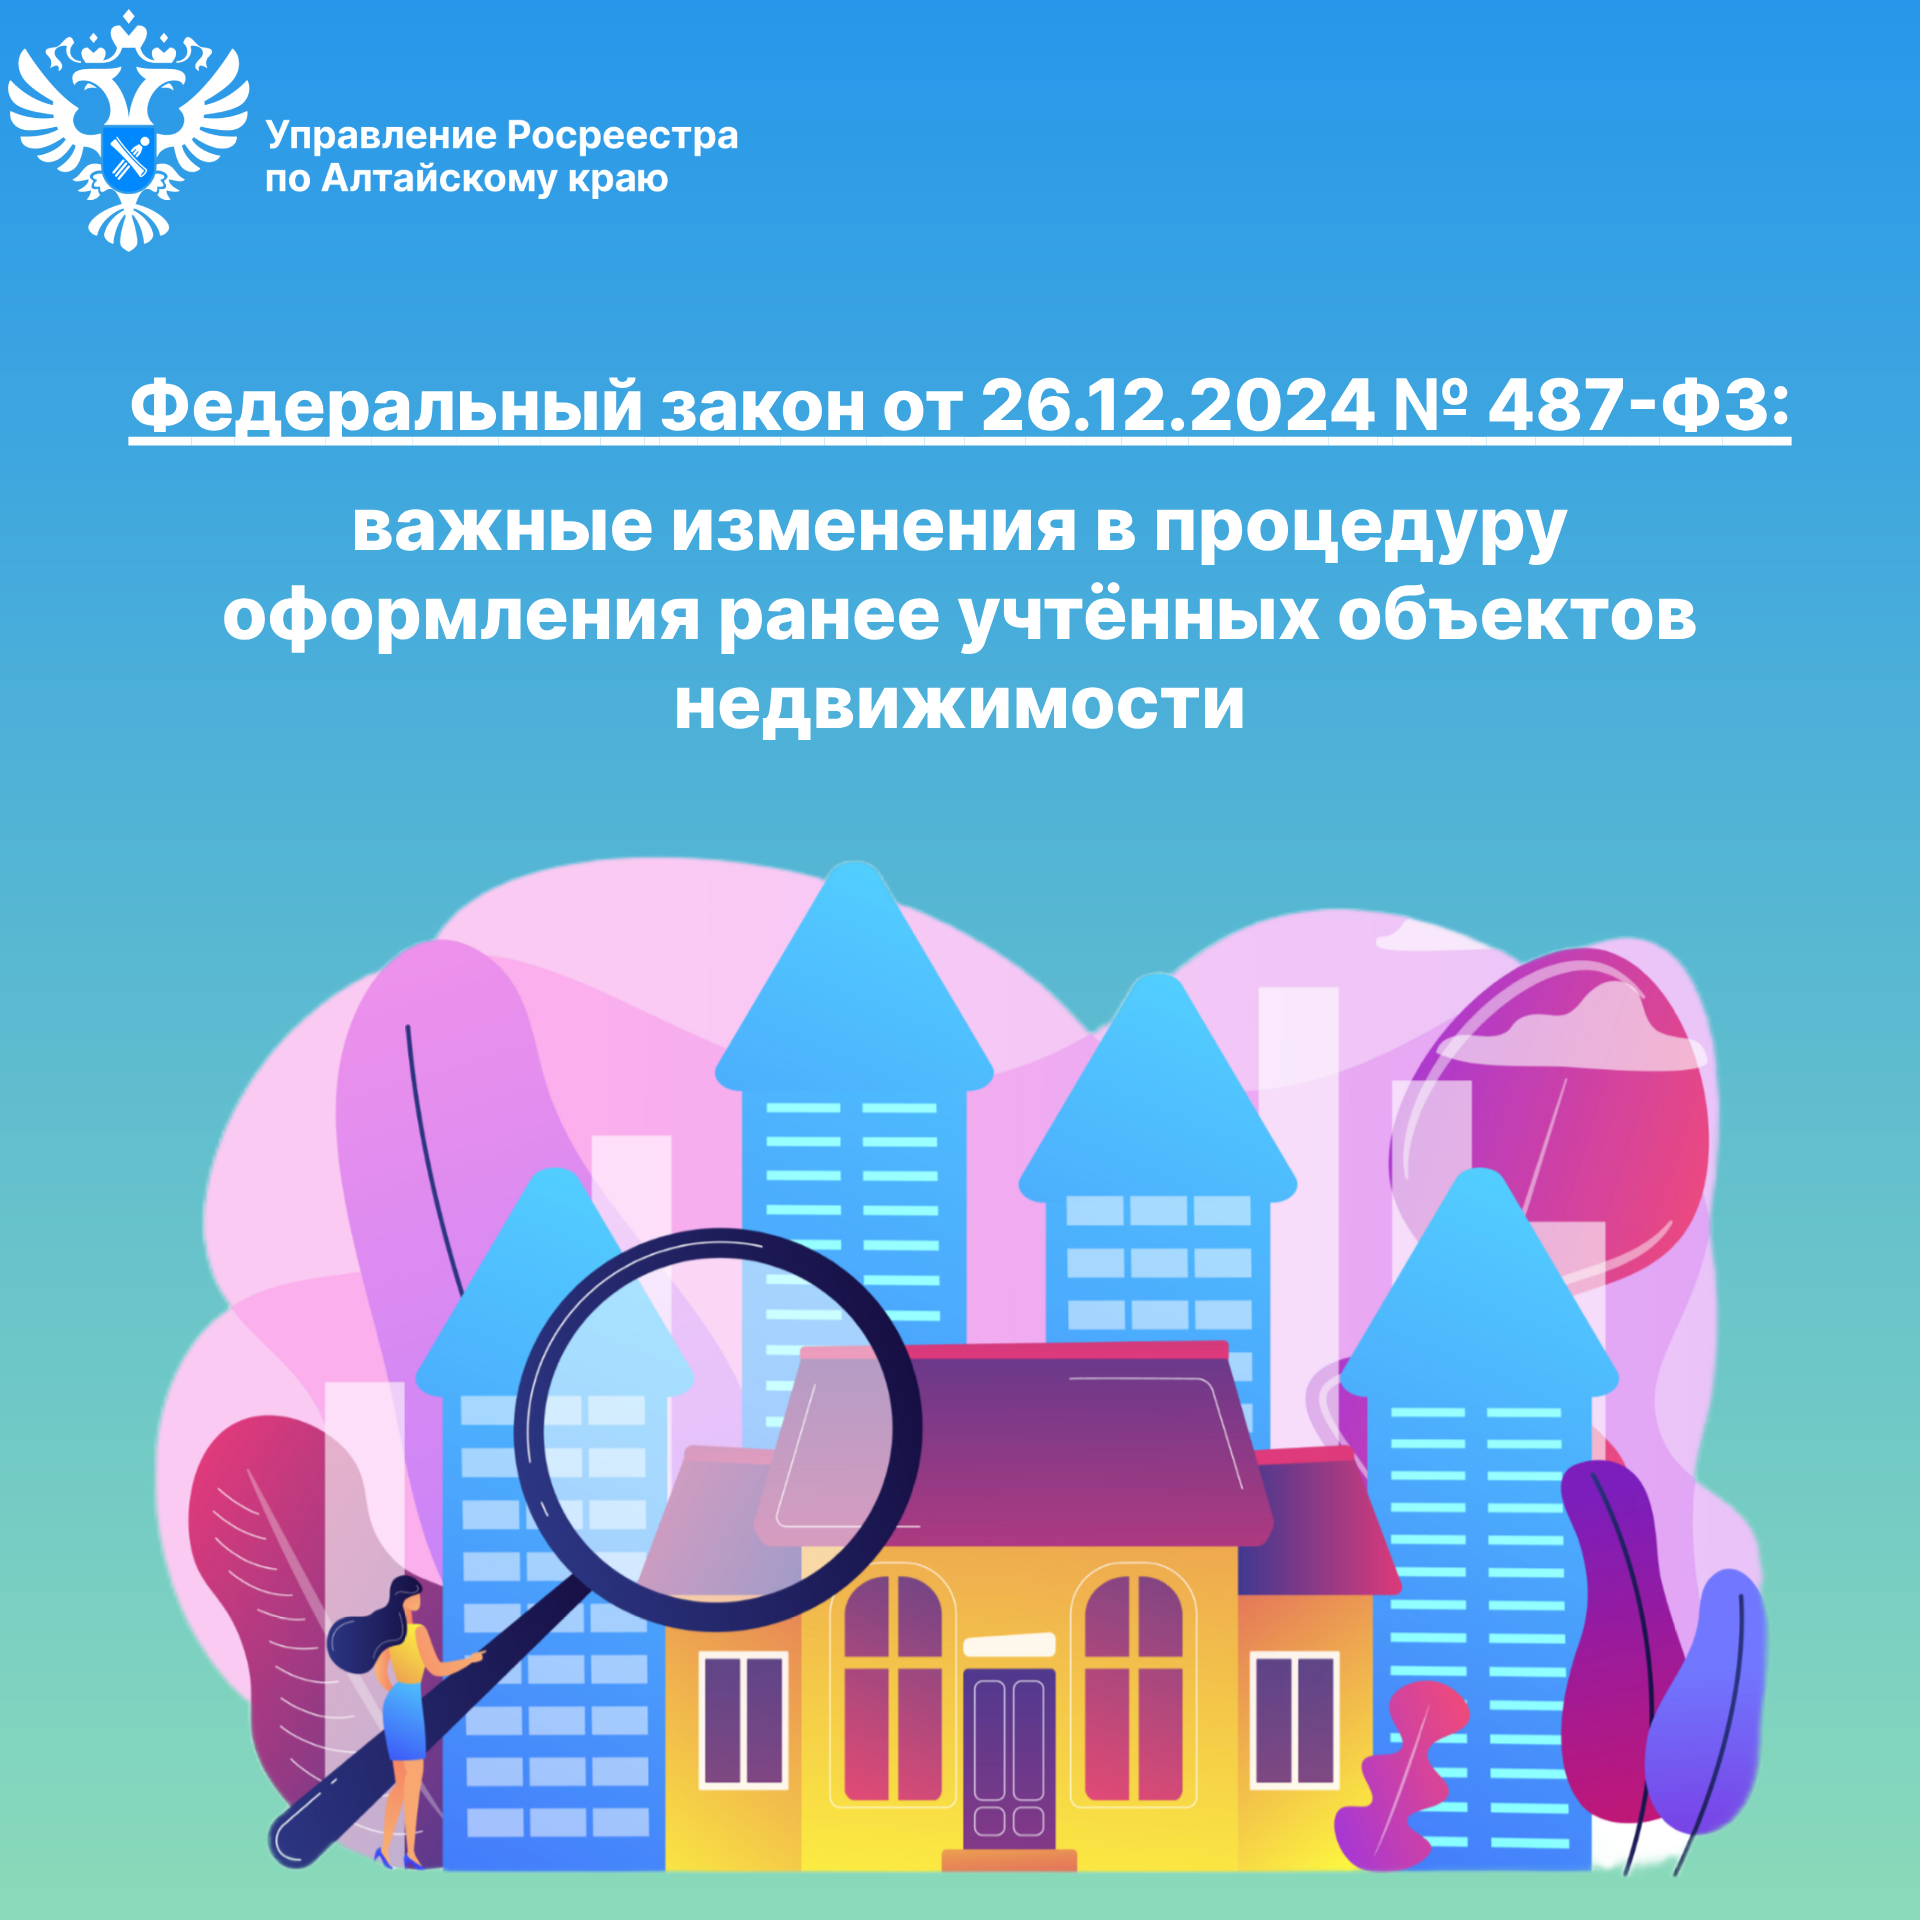 Управление Росреестра
по Алтайскому краю
Федеральный закон от 26.12.2024 № 487-ФЗ:
важные изменения в процедуру
оформления ранее учтённых объектов
недвижимости